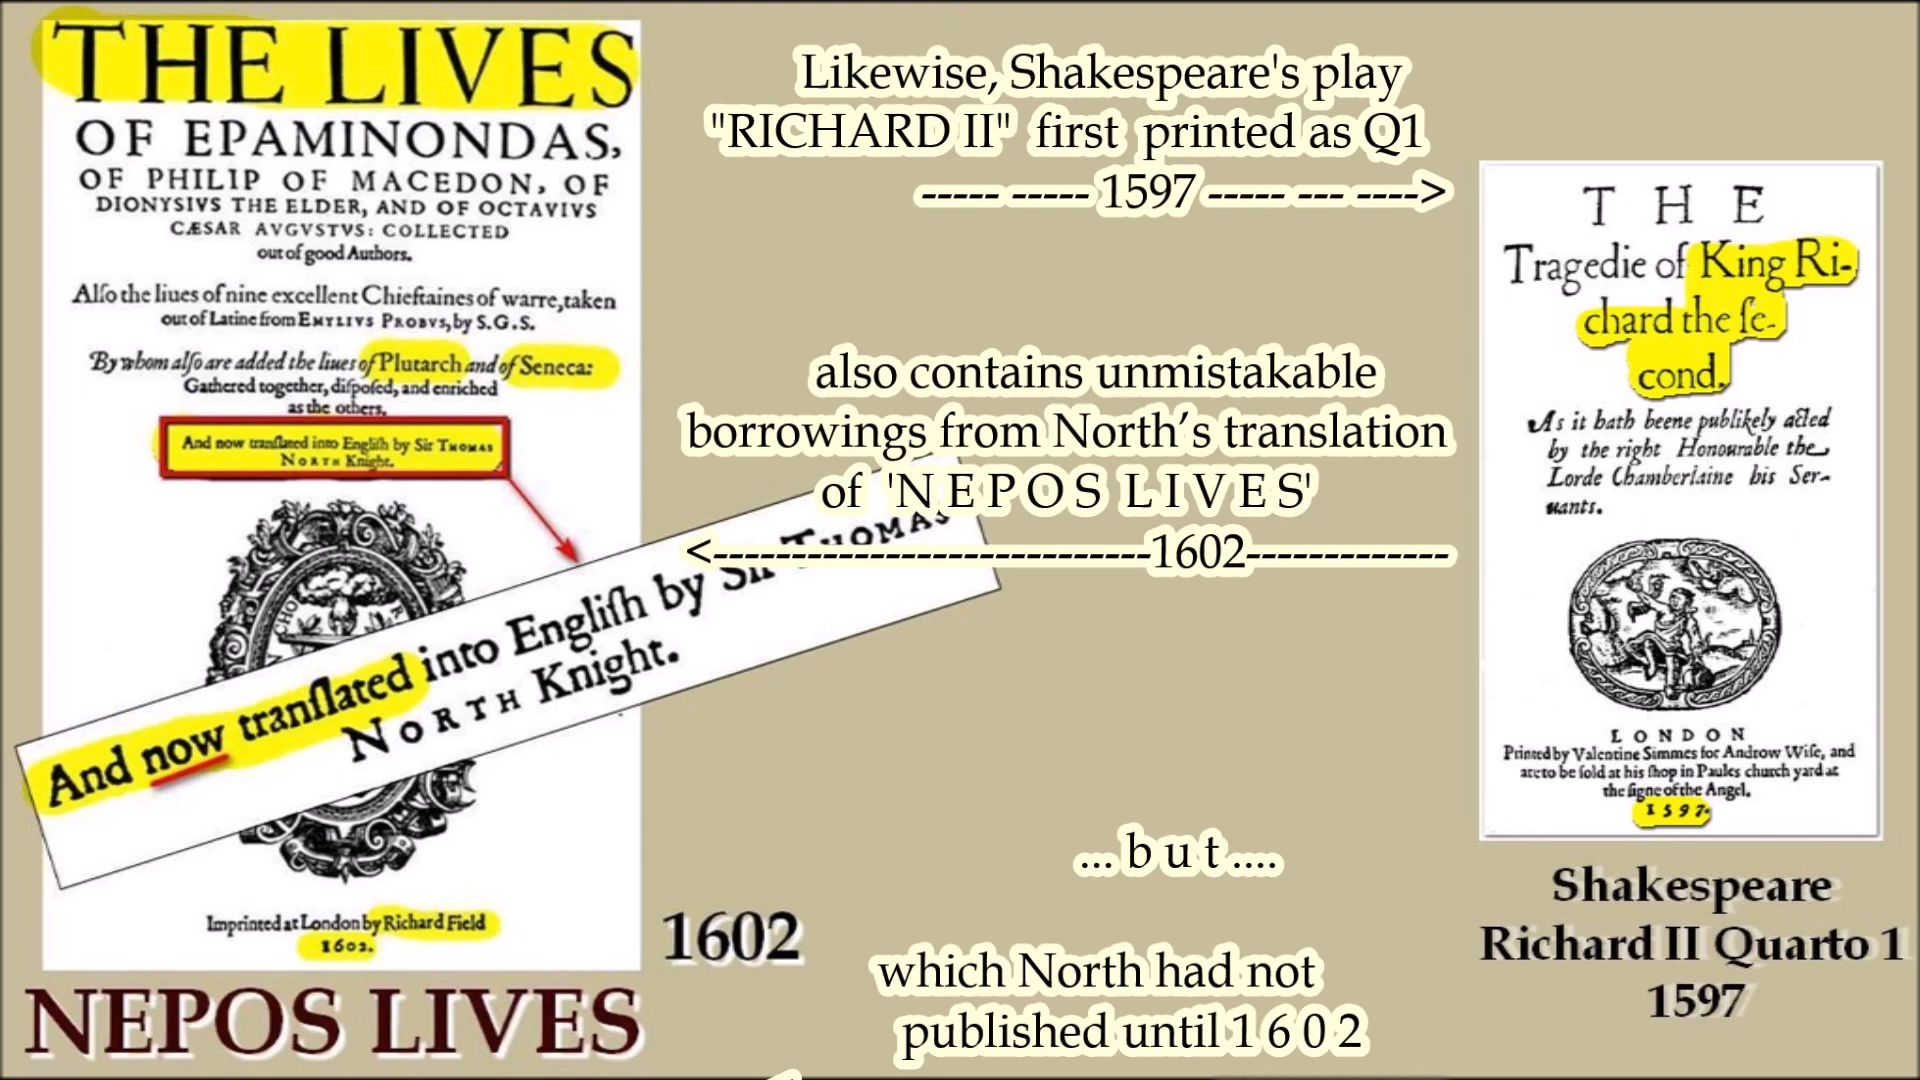 THE LIVES
OF EPAMINONDAS,
OF PHILIP OF MACEDON, OF
DIONYSIVS THE ELDER, AND OF OCTAVIVS
CÆSAR AVGVSTVS: COLLECTED
out of good Authors.
Alſo the liues of nine excellent Chieftaines of warre, taken
out of Latine from EMYLIVS PROBVS, by S.G.S.
By whom alſo are added the liues of Plutarch and of Seneca:
Gathered together, diſpoſed, and enriched
as the others.
And now tranſlated into Engliſh by Sir THOMAS
NORTH Knight.
And now tranſlated into Engliſh by Sir THOMAS
NORTH Knight.
Imprinted at London by Richard Field
1602.
1602
NEPOS LIVES
Likewise, Shakespeare's play
"RICHARD II" first printed as Q1
----- ----- 1597 ----- --- ---->
also contains unmistakable
borrowings from North’s translation
of 'N E P O S L I V E S'
<----------------------------1602-------------
... b u t ....
which North had not
published until 1 6 0 2
THE
Tragedie of King Ri-
chard the ſe-
cond.
As it hath beene publikely acted
by the right Honourable the
Lorde Chamberlaine his Ser-
uants.
LONDON
Printed by Valentine Simmes for Androw Wiſe, and
are to be ſold at his ſhop in Paules church yard at
the ſigne of the Angel.
1597.
Shakespeare
Richard II Quarto 1
1597